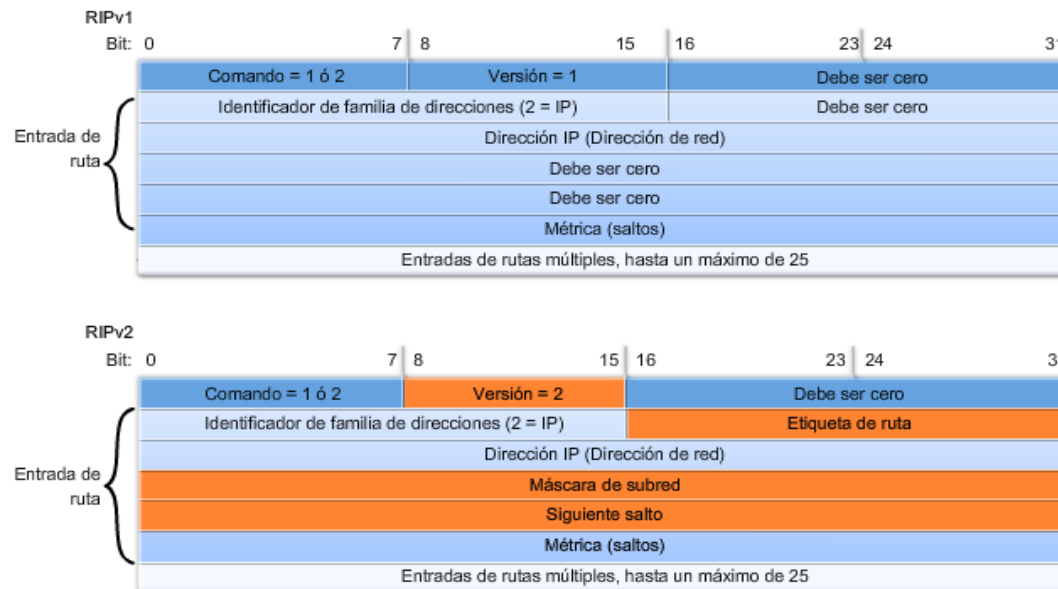 RIPv1
Bit: 0 7 8 15 16 23 24 31
Comando = 1 ó 2 Versión = 1 Debe ser cero
Identificador de familia de direcciones (2 = IP) Debe ser cero
Entrada de
ruta
Dirección IP (Dirección de red)
Debe ser cero
Debe ser cero
Métrica (saltos)
Entradas de rutas múltiples, hasta un máximo de 25
RIPv2
Bit: 0 7 8 15 16 23 24 3
Comando = 1 ó 2 Versión = 2 Debe ser cero
Identificador de familia de direcciones (2 = IP) Etiqueta de ruta
Dirección IP (Dirección de red)
Entrada de
ruta
Máscara de subred
Siguiente salto
Métrica (saltos)
Entradas de rutas múltiples, hasta un máximo de 25